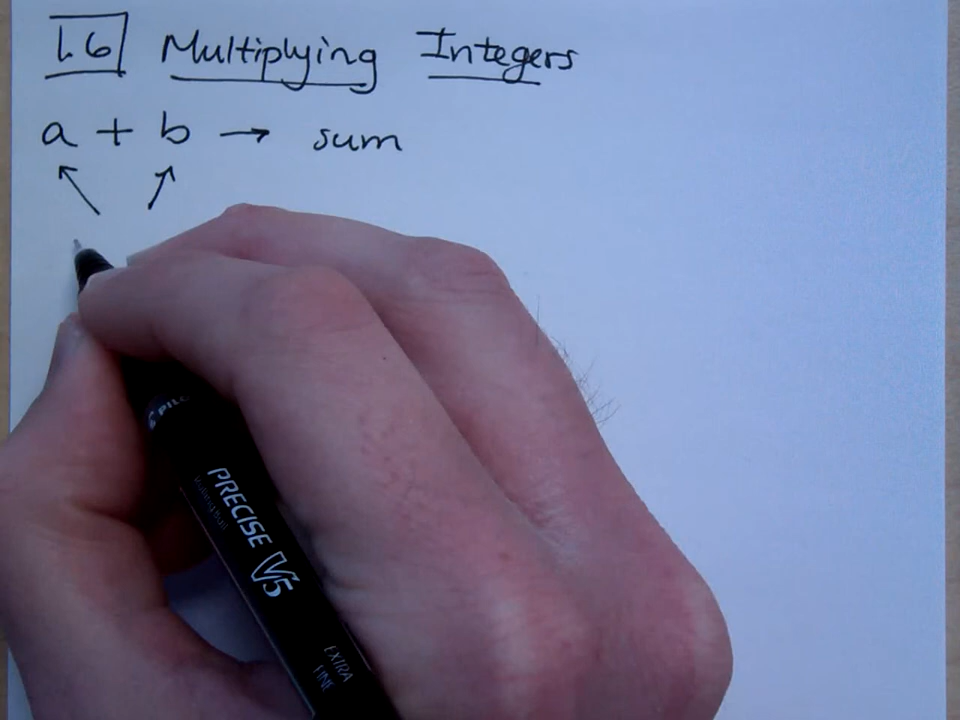 1.6 Multiplying Integers
a + b → sum
PRECISE V5
EXTRA
FINE